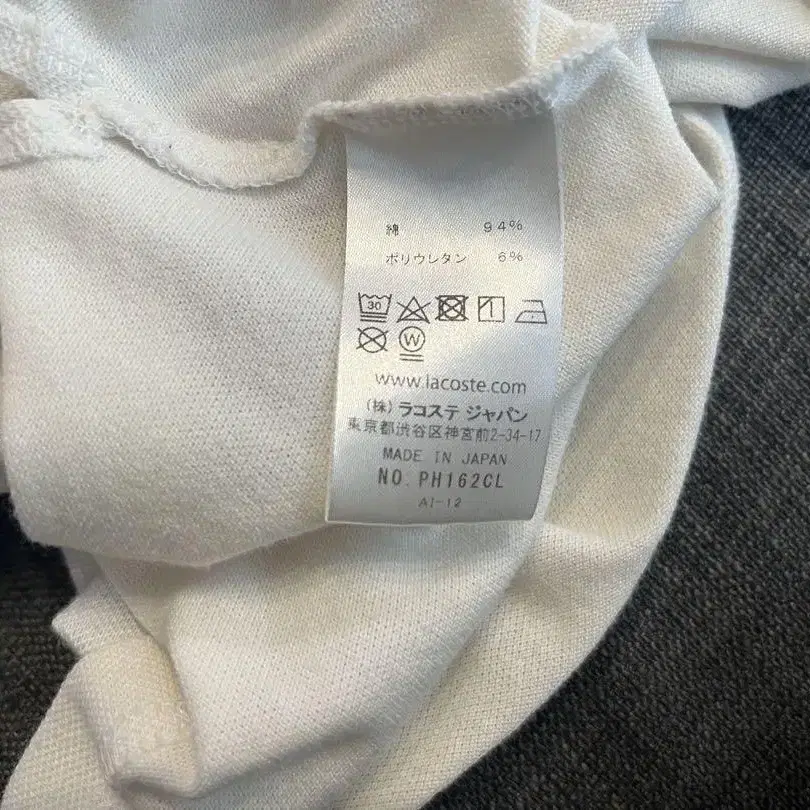 綿 94%
ポリウレタン 6%
30
W
www.lacoste.com
(株) ラコステ ジャパン
東京都渋谷区神宮前2-34-17
MADE IN JAPAN
NO. PH162CL
AI-12